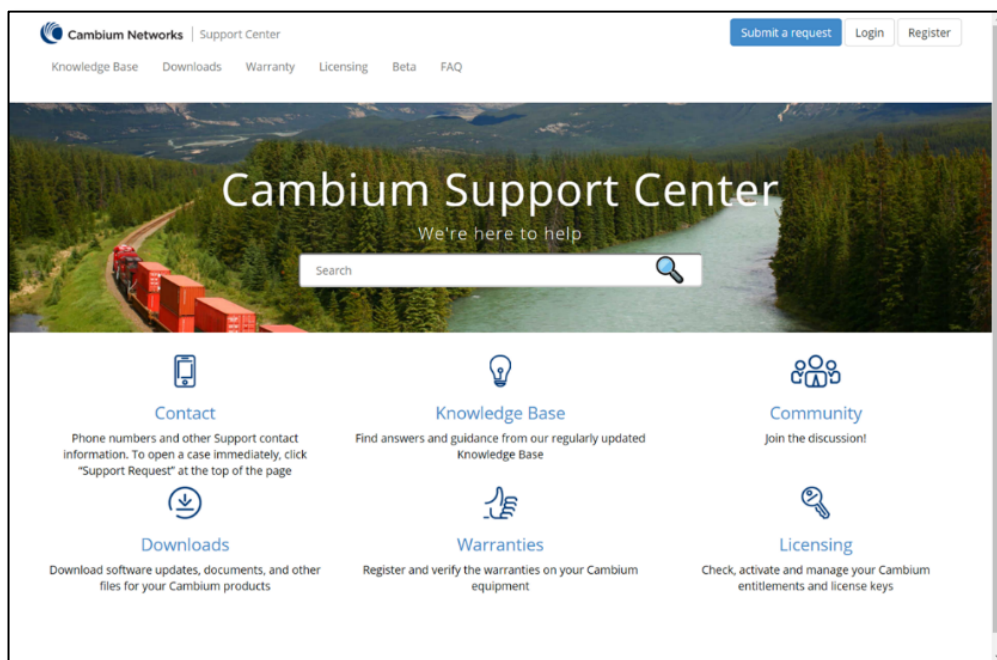 Cambium Networks | Support Center
Submit a request
Login
Register
Knowledge Base
Downloads
Warranty
Licensing
Beta
FAQ
Cambium Support Center
We're here to help
Search
Contact
Phone numbers and other Support contact
information. To open a case immediately, click
"Support Request" at the top of the page
Knowledge Base
Find answers and guidance from our regularly updated
Knowledge Base
Community
Join the discussion!
Downloads
Download software updates, documents, and other
files for your Cambium products
Warranties
Register and verify the warranties on your Cambium
equipment
Licensing
Check, activate and manage your Cambium
entitlements and license keys